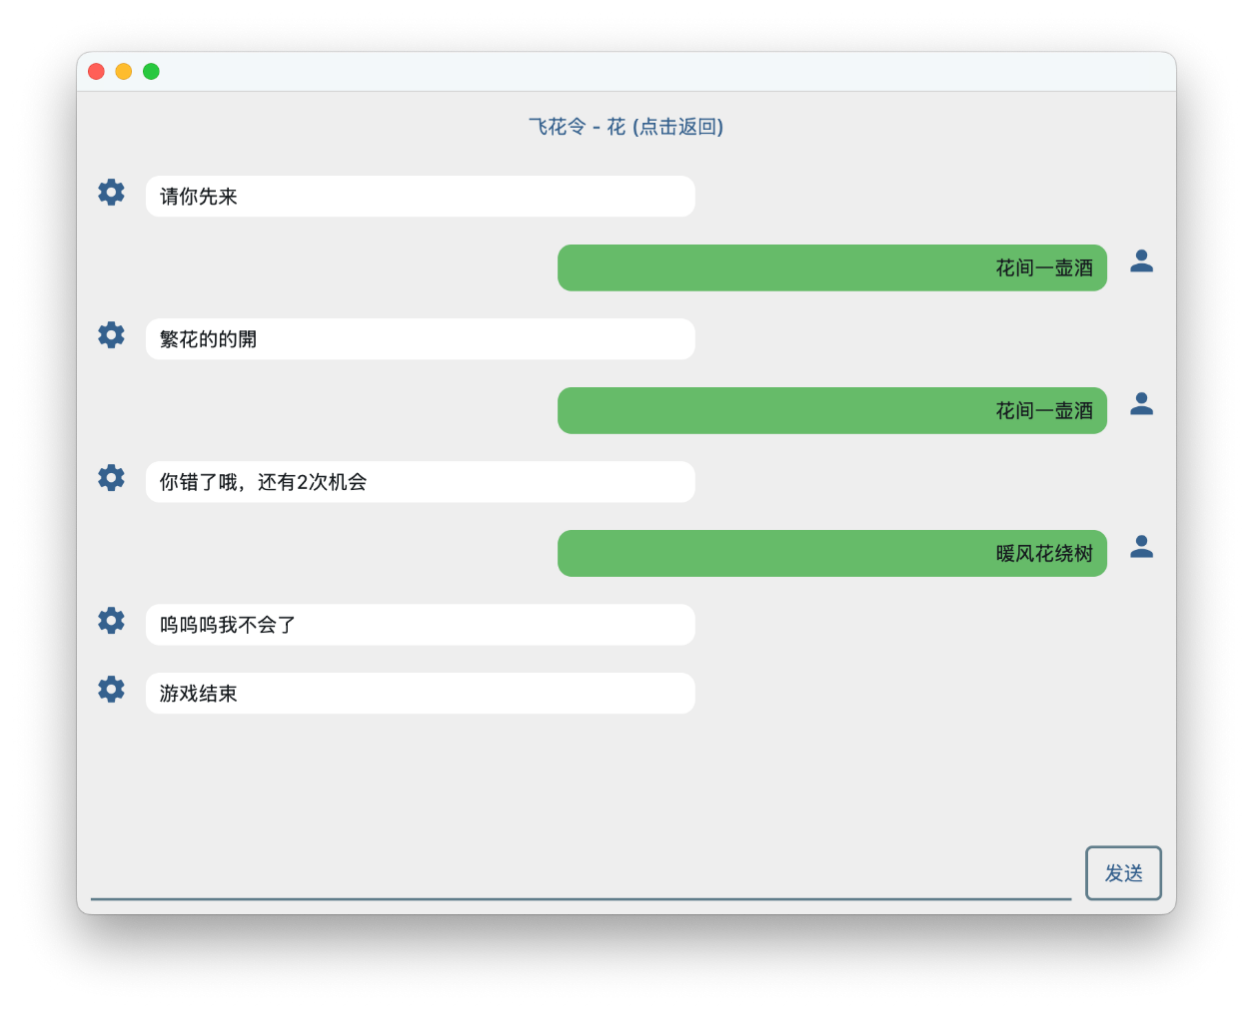 飞花令 - 花 (点击返回)
请你先来
花间一壶酒
繁花的的開
花间一壶酒
你错了哦，还有2次机会
暖风花绕树
呜呜呜我不会了
游戏结束
发送